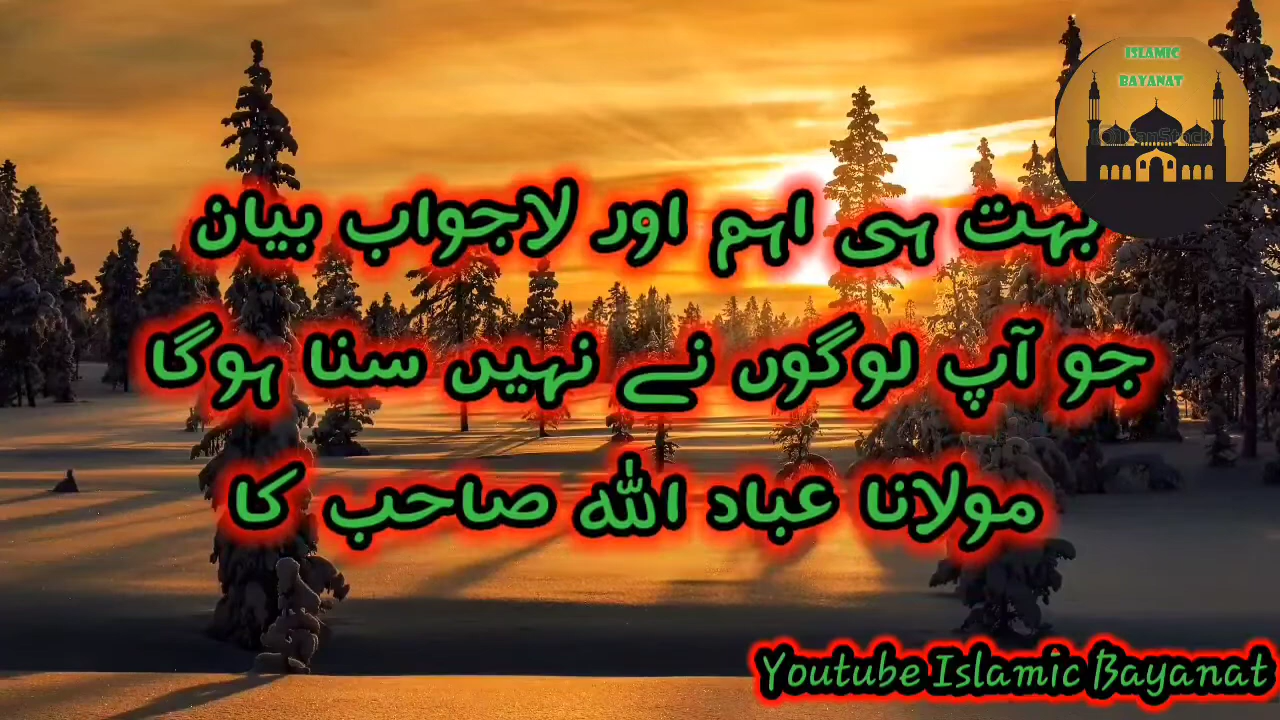 ISLAMIC
BAYANAT
بہت ہی اہم اور لاجواب بیان
جو آپ لوگوں نے نہیں سنا ہوگا
مولانا عباد اللہ صاحب کا
Youtube Islamic Bayanat